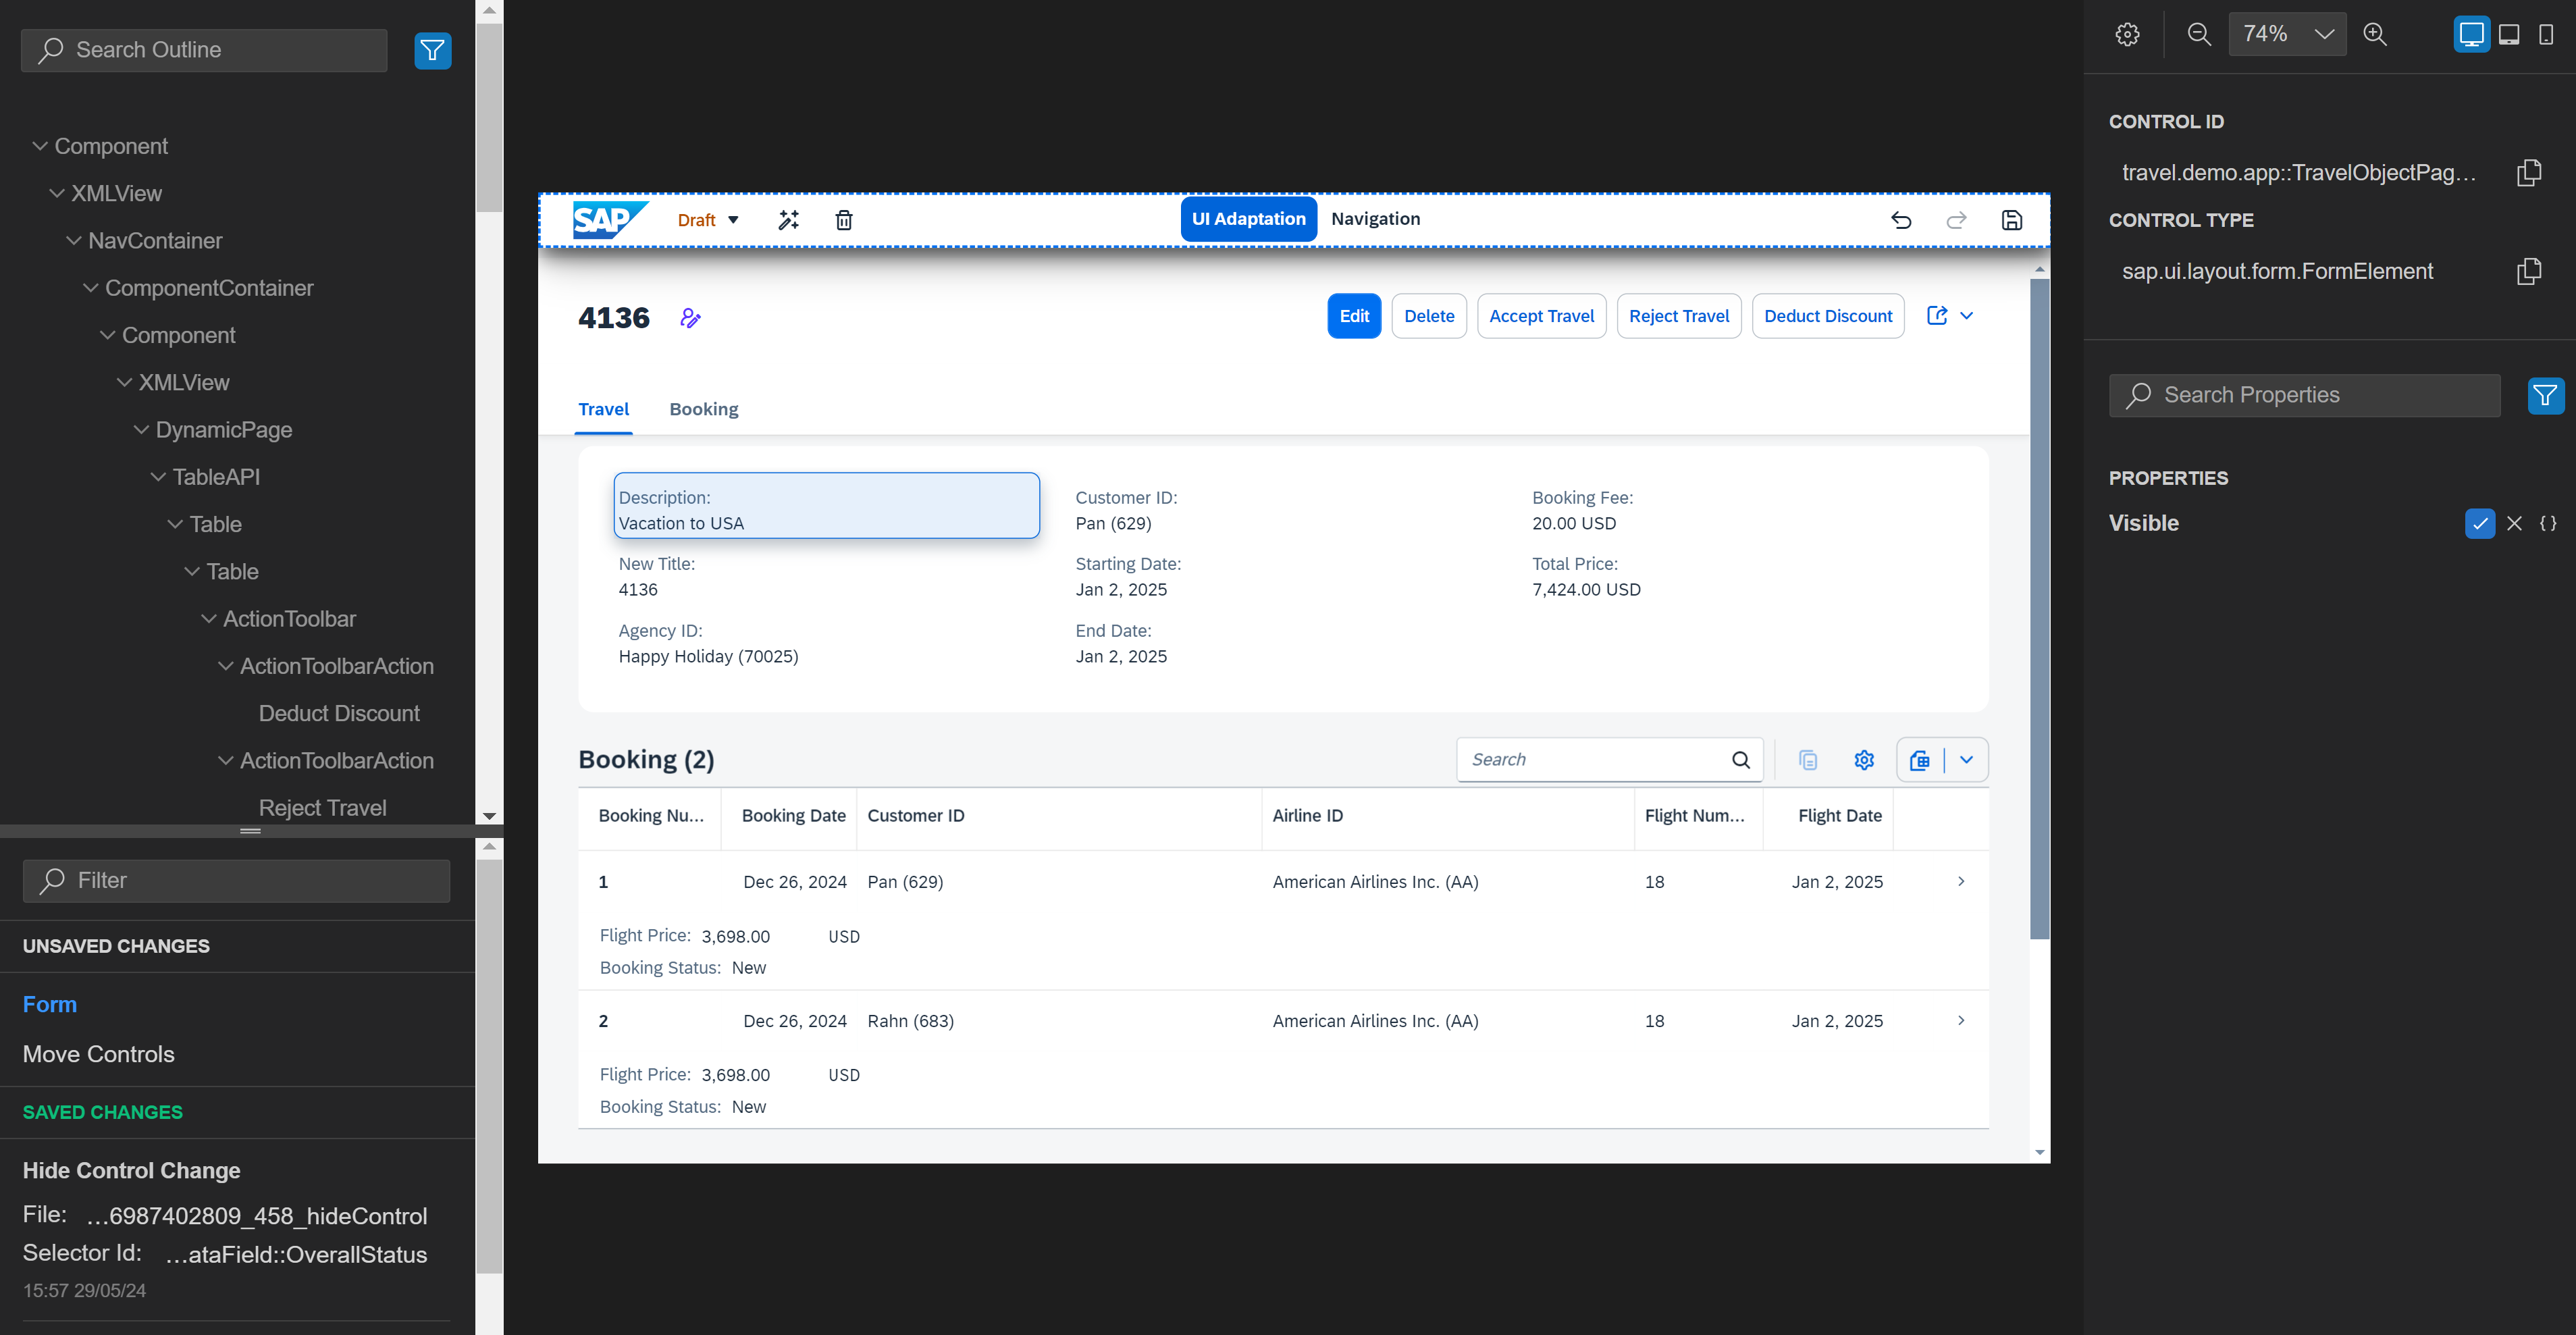 Search Outline
Component
XMLView
NavContainer
ComponentContainer
Component
XMLView
DynamicPage
TableAPI
Table
Table
ActionToolbar
ActionToolbarAction
Deduct Discount
ActionToolbarAction
Reject Travel
Filter
UNSAVED CHANGES
Form
Move Controls
SAVED CHANGES
Hide Control Change
File: ...6987402809_458_hideControl
Selector Id: ...ataField::OverallStatus
15:57 29/05/24
SAP Draft UI Adaptation Navigation
4136 Edit Delete Accept Travel Reject Travel Deduct Discount
Travel Booking
Description: Customer ID: Booking Fee:
Vacation to USA Pan (629) 20.00 USD
New Title: Starting Date: Total Price:
4136 Jan 2, 2025 7,424.00 USD
Agency ID: End Date:
Happy Holiday (70025) Jan 2, 2025
Booking (2) Search
Booking Nu... Booking Date Customer ID Airline ID Flight Num... Flight Date
1 Dec 26, 2024 Pan (629) American Airlines Inc. (AA) 18 Jan 2, 2025
Flight Price: 3,698.00 USD
Booking Status: New
2 Dec 26, 2024 Rahn (683) American Airlines Inc. (AA) 18 Jan 2, 2025
Flight Price: 3,698.00 USD
Booking Status: New
74%
CONTROL ID
travel.demo.app::TravelObjectPag...
CONTROL TYPE
sap.ui.layout.form.FormElement
Search Properties
PROPERTIES
Visible